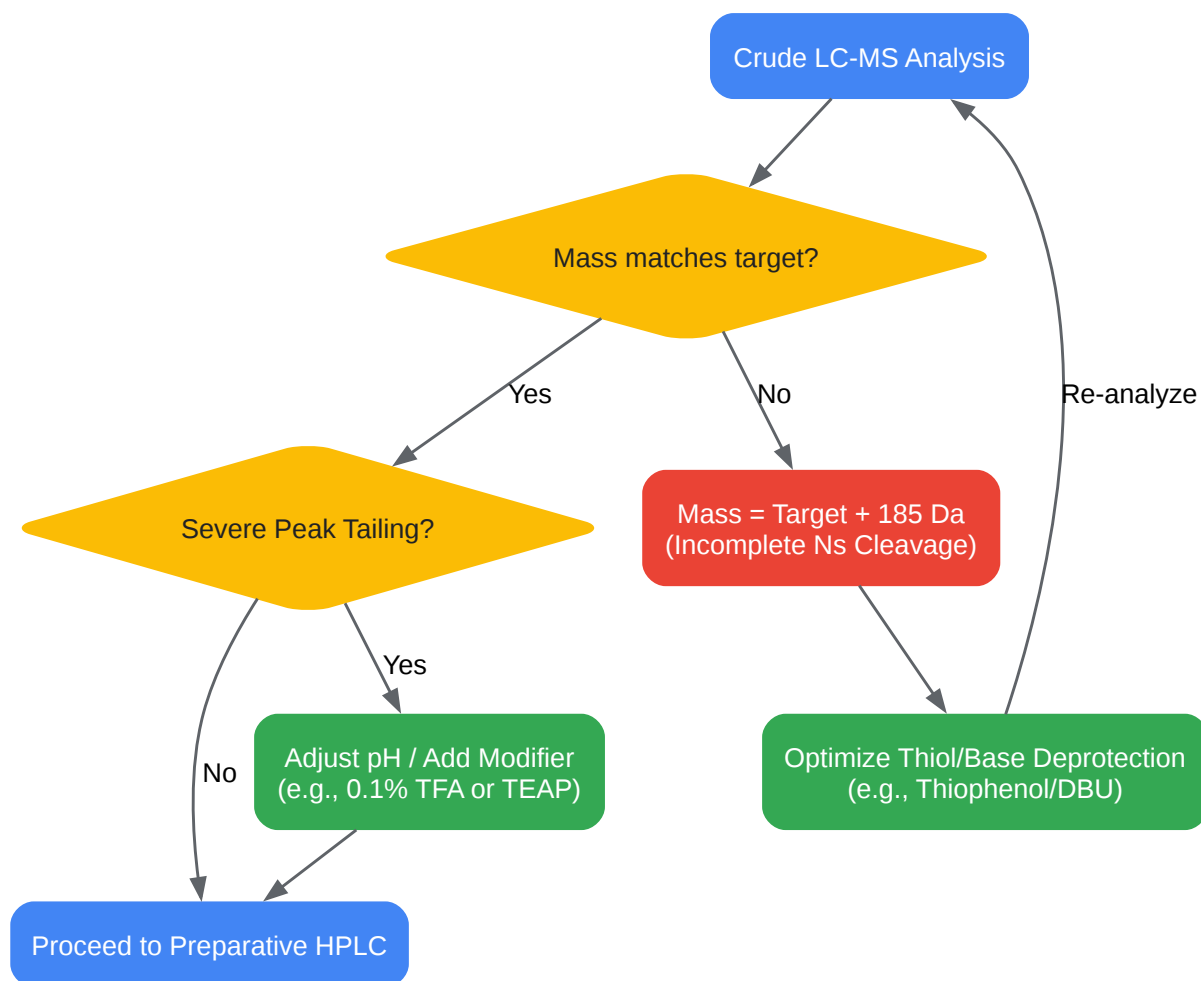 Crude LC-MS Analysis
Mass matches target?
Yes
No
Re-analyze
Severe Peak Tailing?
Mass = Target + 185 Da
(Incomplete Ns Cleavage)
Yes
No
Adjust pH / Add Modifier
(e.g., 0.1% TFA or TEAP)
Optimize Thiol/Base Deprotection
(e.g., Thiophenol/DBU)
Proceed to Preparative HPLC